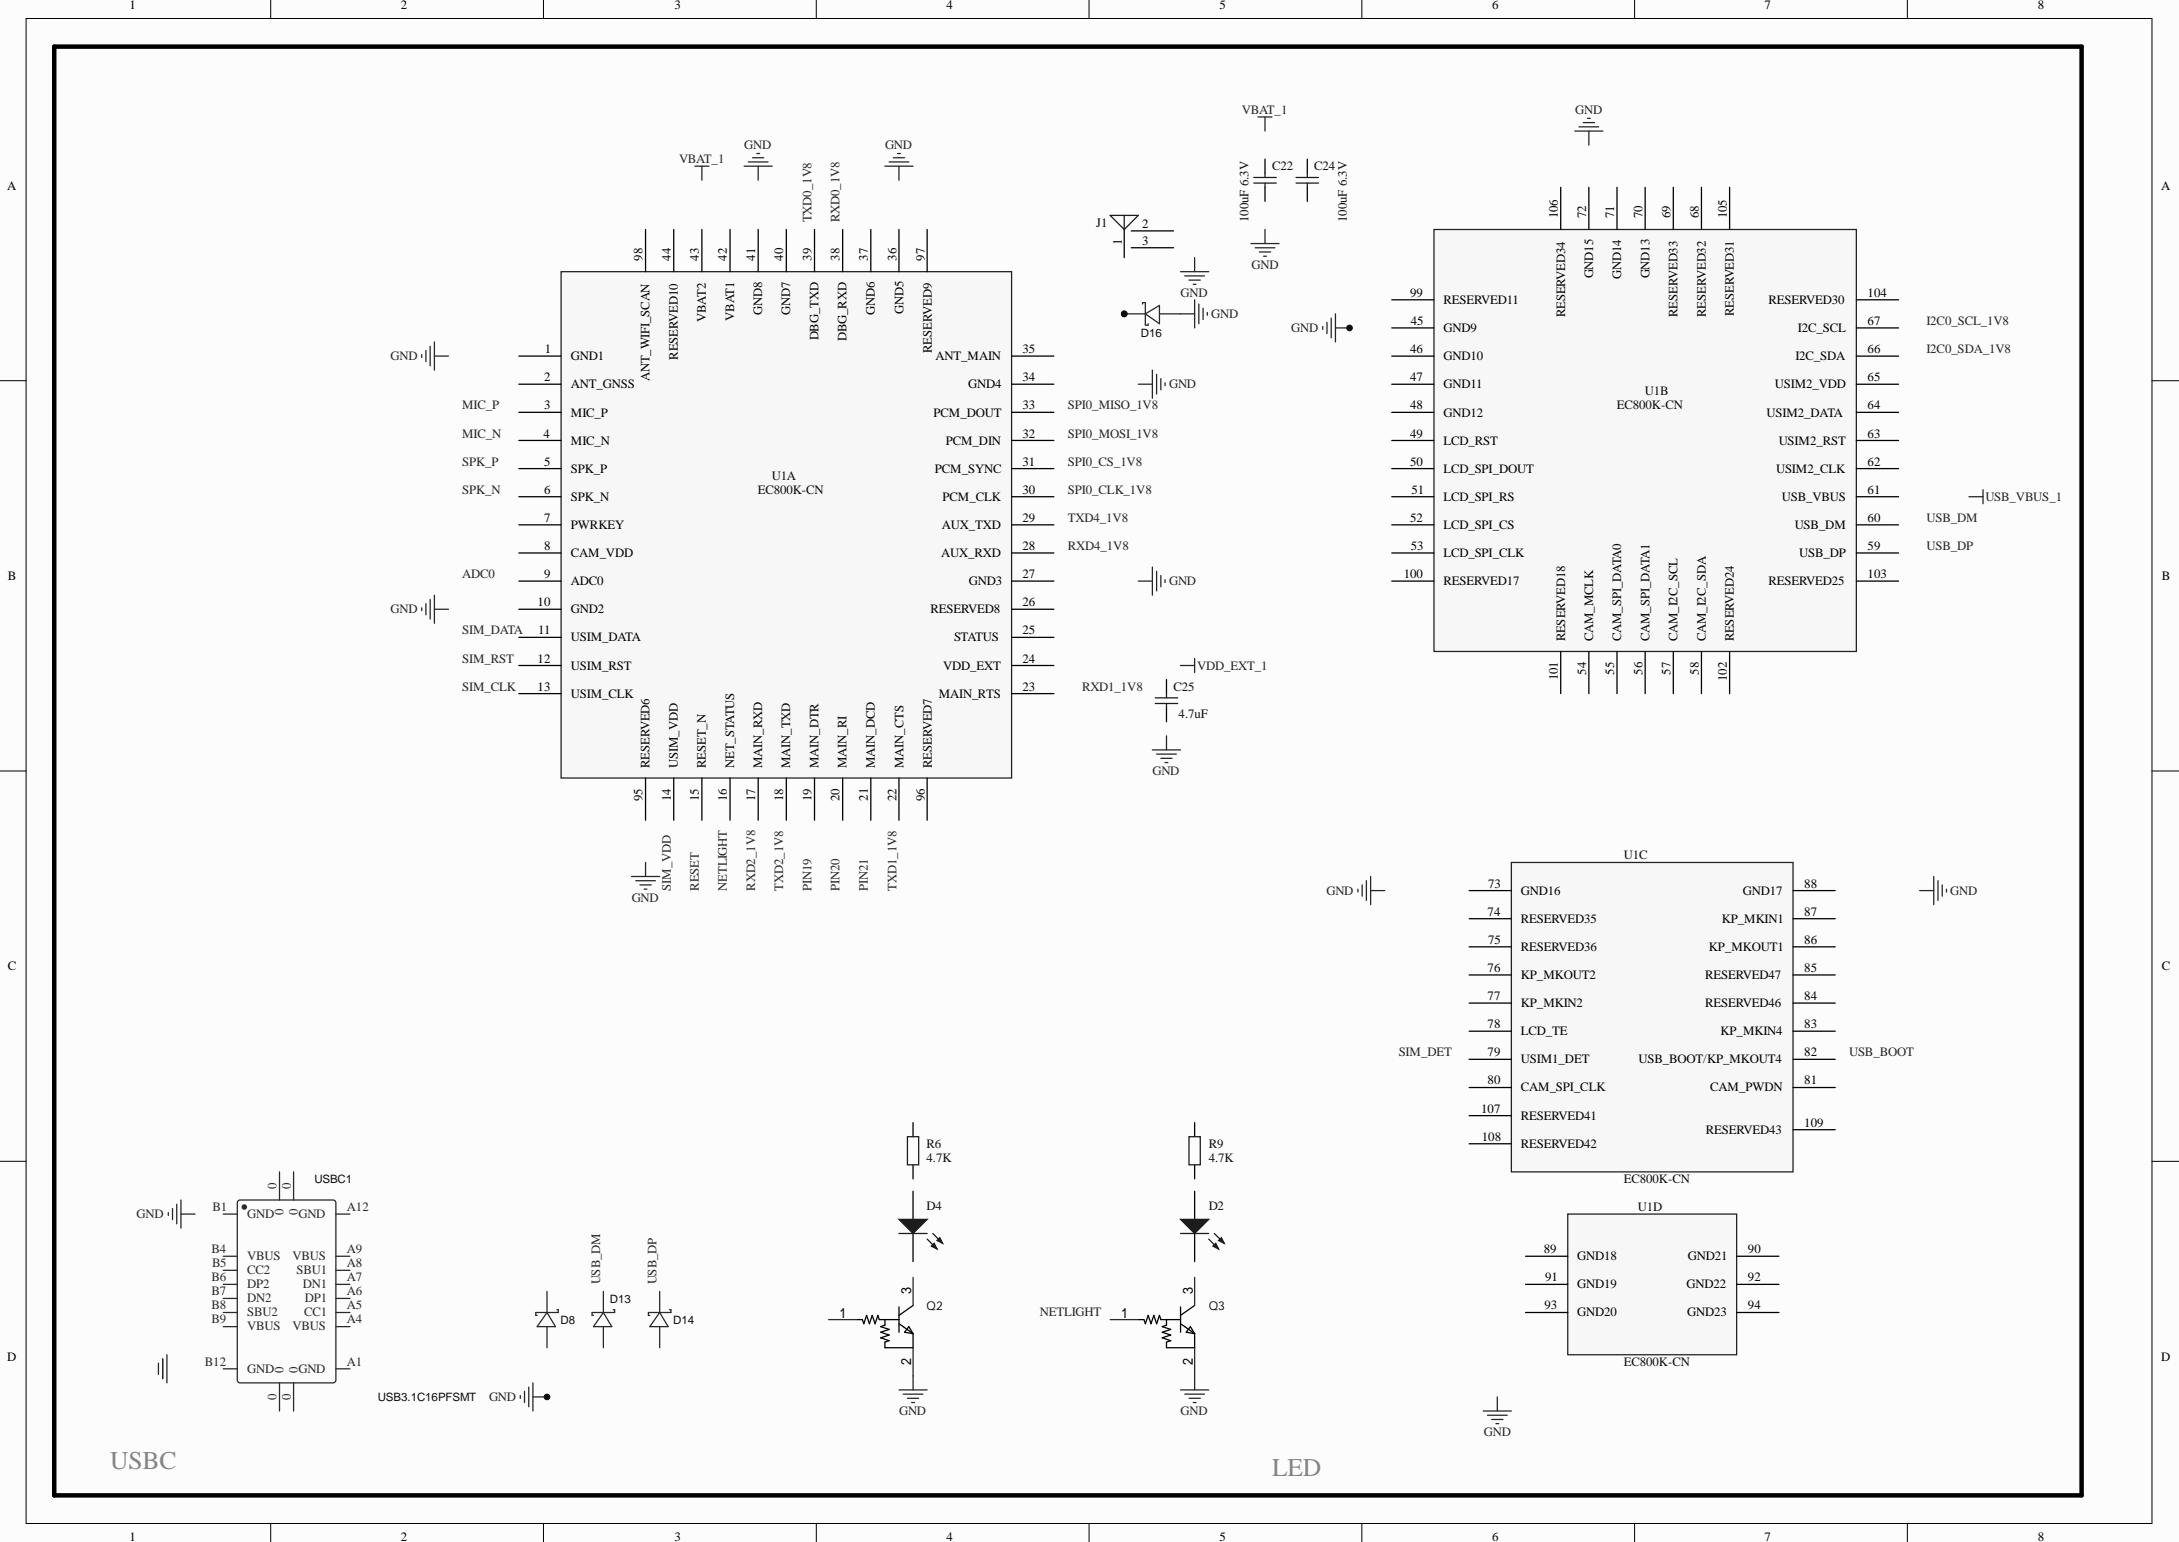 1 2 3 4 5 6 7 8
A
B
C
D
A
B
C
D
VBAT_1
GND
TXD0_1V8
RXD0_1V8
GND
98
44
43
42
41
40
39
38
37
36
97
ANT_WIFI_SCAN
RESERVED10
VBAT2
VBAT1
GND8
GND7
DBG_TXD
DBG_RXD
GND6
GND5
RESERVED9
GND
1 GND1
2 ANT_GNSS
MIC_P 3 MIC_P
MIC_N 4 MIC_N
SPK_P 5 SPK_P
SPK_N 6 SPK_N
7 PWRKEY
8 CAM_VDD
ADC0 9 ADC0
GND 10 GND2
SIM_DATA 11 USIM_DATA
SIM_RST 12 USIM_RST
SIM_CLK 13 USIM_CLK
U1A
EC800K-CN
ANT_MAIN 35
GND4 34 GND
PCM_DOUT 33 SPI0_MISO_1V8
PCM_DIN 32 SPI0_MOSI_1V8
PCM_SYNC 31 SPI0_CS_1V8
PCM_CLK 30 SPI0_CLK_1V8
AUX_TXD 29 TXD4_1V8
AUX_RXD 28 RXD4_1V8
GND3 27 GND
RESERVED8 26
STATUS 25
VDD_EXT 24 VDD_EXT_1
MAIN_RTS 23 RXD1_1V8
C25
4.7uF
GND
RESERVED6
USIM_VDD
RESET_N
NET_STATUS
MAIN_RXD
MAIN_TXD
MAIN_DTR
MAIN_RI
MAIN_DCD
MAIN_CTS
RESERVED7
95
14
15
16
17
18
19
20
21
22
96
GND
SIM_VDD
RESET
NETLIGHT
RXD2_1V8
TXD2_1V8
PIN19
PIN20
PIN21
TXD1_1V8
VBAT_1
C22
100uF 6.3V
C24
100uF 6.3V
GND
J1
1
2
3
GND
D16
GND
GND
GND
106
72
71
70
69
68
105
RESERVED34
GND15
GND14
GND13
RESERVED33
RESERVED32
RESERVED31
99 RESERVED11
45 GND9
46 GND10
47 GND11
48 GND12
49 LCD_RST
50 LCD_SPI_DOUT
51 LCD_SPI_RS
52 LCD_SPI_CS
53 LCD_SPI_CLK
100 RESERVED17
U1B
EC800K-CN
RESERVED30 104
I2C_SCL 67 I2C0_SCL_1V8
I2C_SDA 66 I2C0_SDA_1V8
USIM2_VDD 65
USIM2_DATA 64
USIM2_RST 63
USIM2_CLK 62
USB_VBUS 61 USB_VBUS_1
USB_DM 60 USB_DM
USB_DP 59 USB_DP
RESERVED25 103
RESERVED18
CAM_MCLK
CAM_SPI_DATA0
CAM_SPI_DATA1
CAM_I2C_SCL
CAM_I2C_SDA
RESERVED24
101
54
55
56
57
58
102
U1C
GND 73 GND16
74 RESERVED35
75 RESERVED36
76 KP_MKOUT2
77 KP_MKIN2
78 LCD_TE
SIM_DET 79 USIM1_DET
80 CAM_SPI_CLK
107 RESERVED41
108 RESERVED42
GND17 88 GND
KP_MKIN1 87
KP_MKOUT1 86
RESERVED47 85
RESERVED46 84
KP_MKIN4 83
USB_BOOT/KP_MKOUT4 82 USB_BOOT
CAM_PWDN 81
RESERVED43 109
EC800K-CN
U1D
89 GND18
91 GND19
93 GND20
GND21 90
GND22 92
GND23 94
EC800K-CN
GND
USBC1
0 0
GND
B1 GND 0 0 GND A12
B4 VBUS VBUS A9
B5 CC2 SBU1 A8
B6 DP2 DN1 A7
B7 DN2 DP1 A6
B8 SBU2 CC1 A5
B9 VBUS VBUS A4
B12 GND 0 0 GND A1
0 0
USB3.1C16PFSMT
GND
USB_DM
USB_DP
D8
D13
D14
R6
4.7K
D4
3
Q2
1
2
GND
R9
4.7K
D2
3
Q3
NETLIGHT 1
2
GND
USBC
LED
1 2 3 4 5 6 7 8